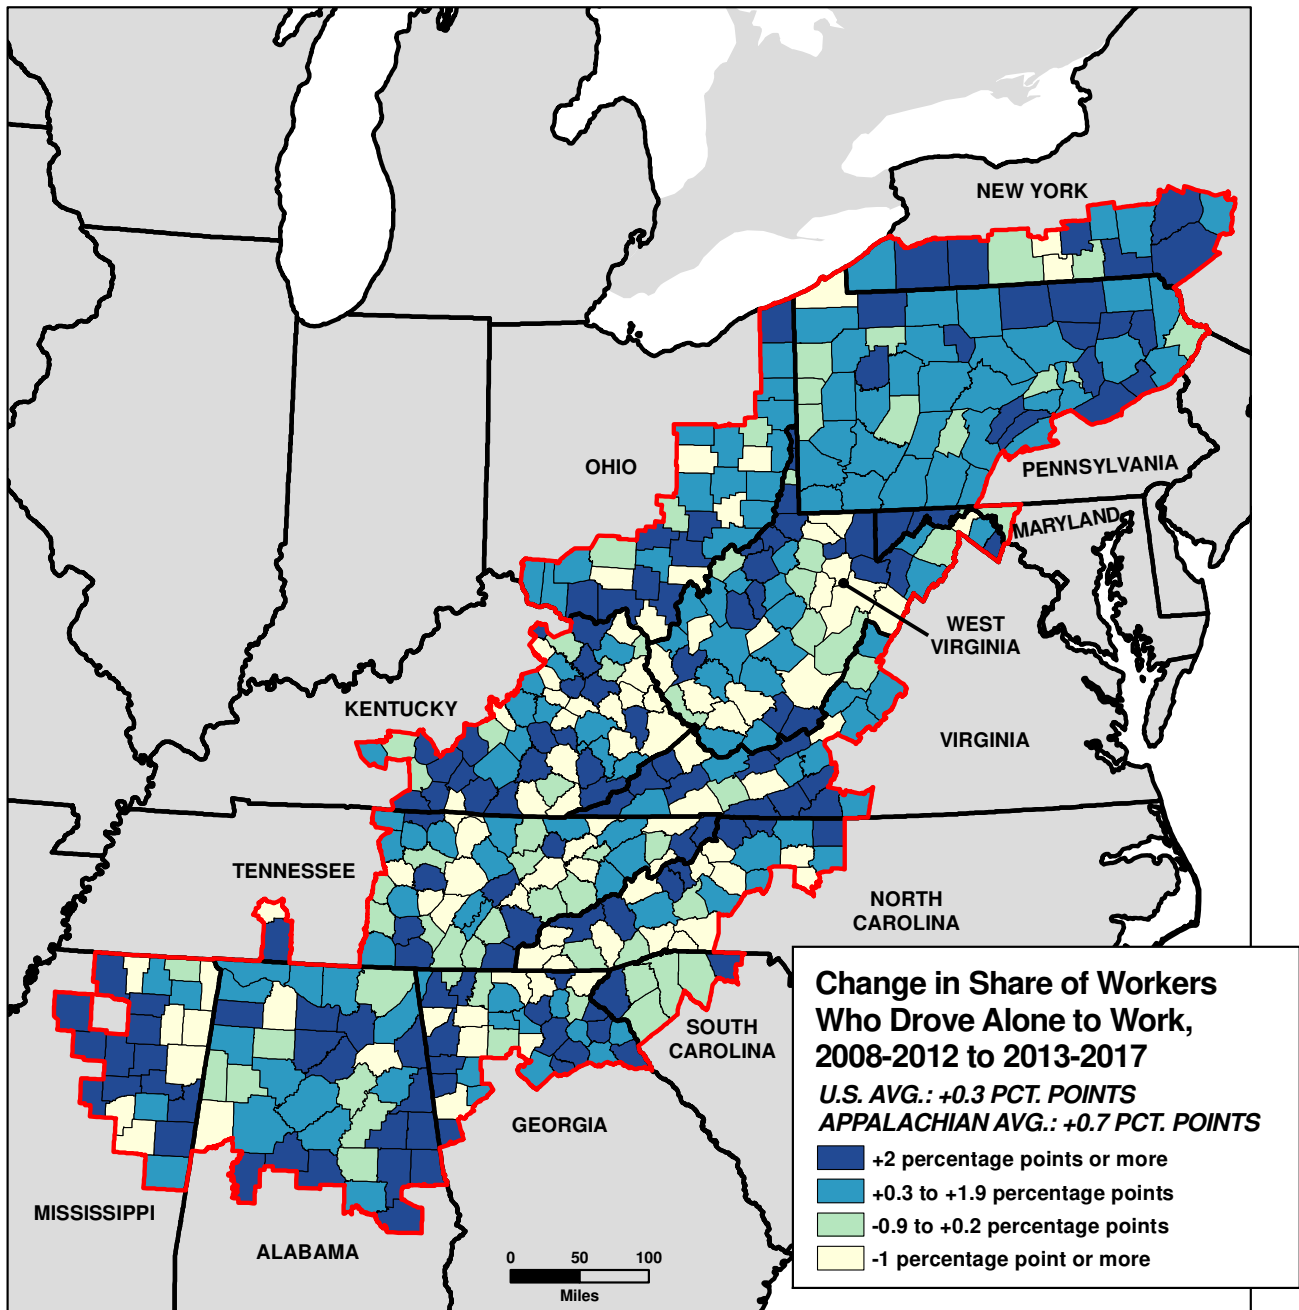 NEW YORK
OHIO
PENNSYLVANIA
MARYLAND
WEST
VIRGINIA
KENTUCKY
VIRGINIA
TENNESSEE
NORTH
CAROLINA
SOUTH
CAROLINA
GEORGIA
MISSISSIPPI
ALABAMA
0 50 100
Miles
Change in Share of Workers
Who Drove Alone to Work,
2008-2012 to 2013-2017
U.S. AVG.: +0.3 PCT. POINTS
APPALACHIAN AVG.: +0.7 PCT. POINTS
+2 percentage points or more
+0.3 to +1.9 percentage points
-0.9 to +0.2 percentage points
-1 percentage point or more